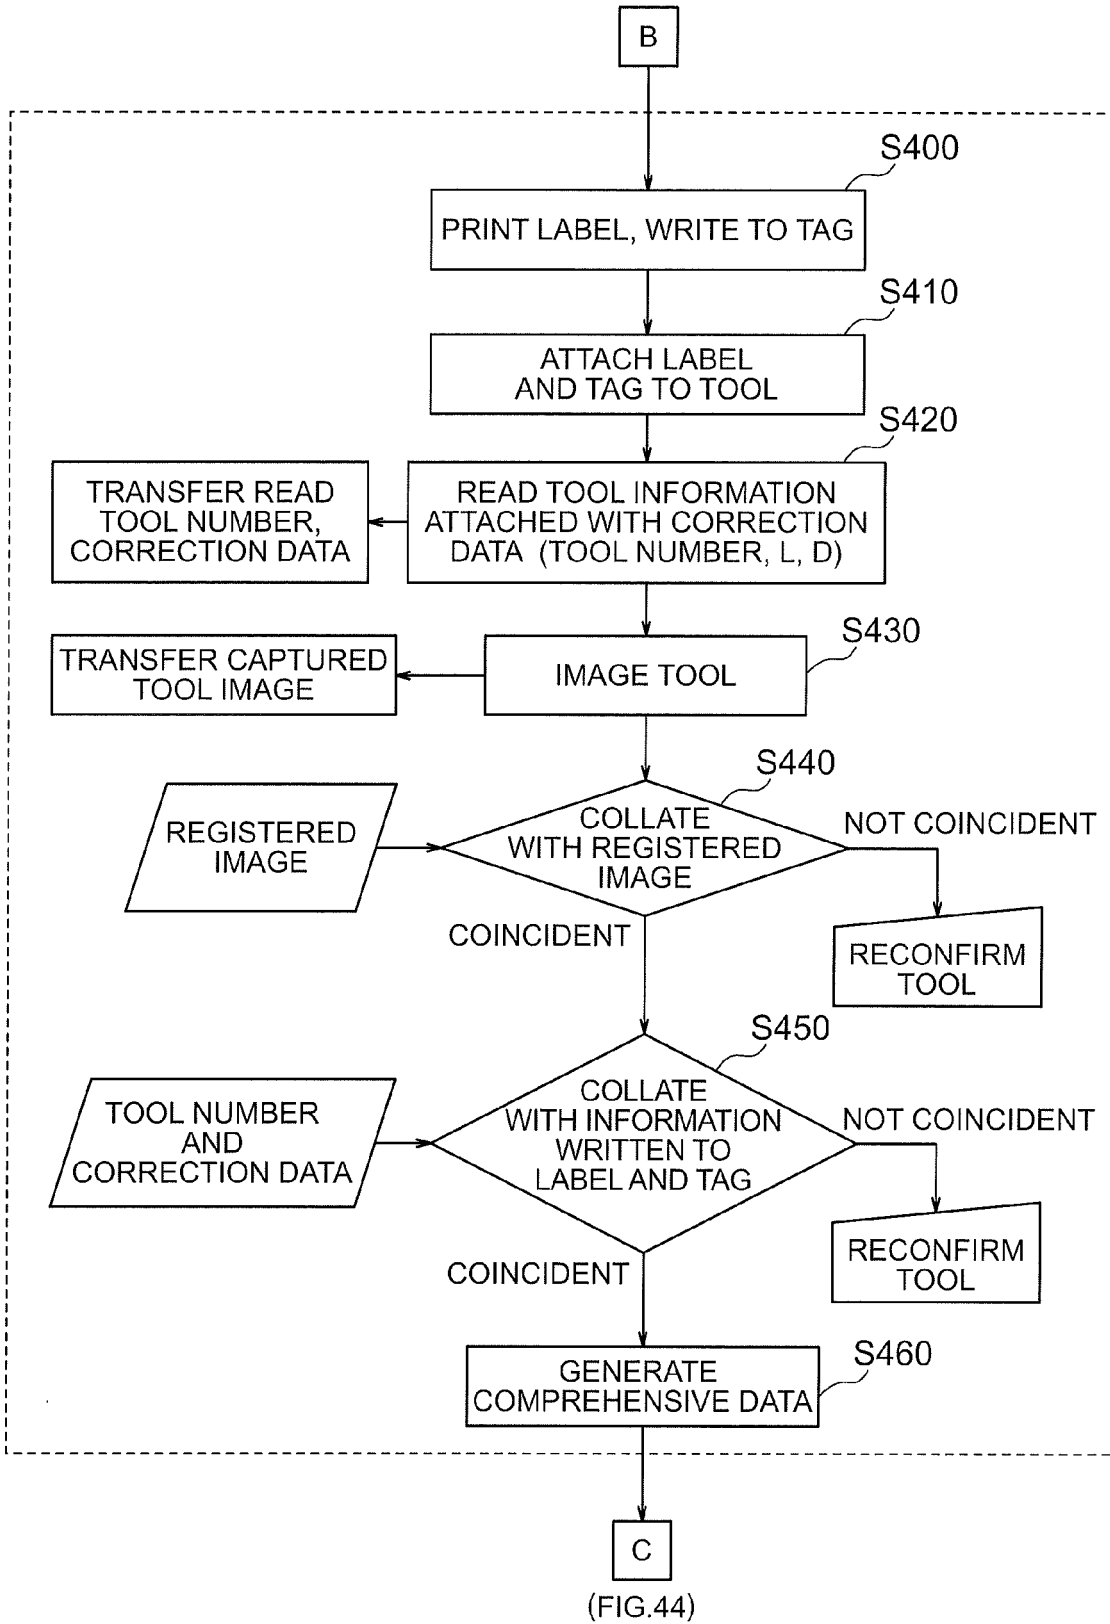 B
S400
PRINT LABEL, WRITE TO TAG
S410
ATTACH LABEL
AND TAG TO TOOL
S420
TRANSFER READ
TOOL NUMBER,
CORRECTION DATA
READ TOOL INFORMATION
ATTACHED WITH CORRECTION
DATA (TOOL NUMBER, L, D)
S430
TRANSFER CAPTURED
TOOL IMAGE
IMAGE TOOL
S440
REGISTERED
IMAGE
COLLATE
WITH REGISTERED
IMAGE
NOT COINCIDENT
COINCIDENT
RECONFIRM
TOOL
S450
TOOL NUMBER
AND
CORRECTION DATA
COLLATE
WITH INFORMATION
WRITTEN TO
LABEL AND TAG
NOT COINCIDENT
COINCIDENT
RECONFIRM
TOOL
S460
GENERATE
COMPREHENSIVE DATA
C
(FIG.44)